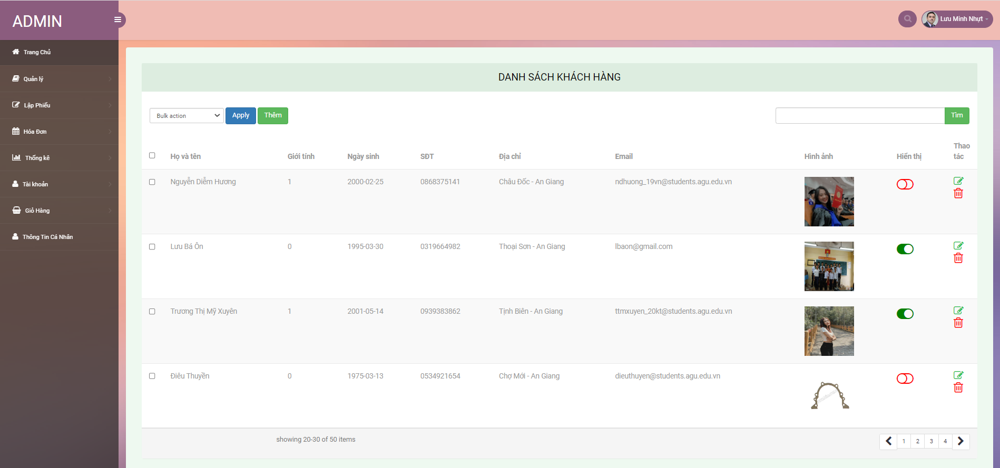 ADMIN
Lưu Minh Nhựt
Trang Chủ
Quản lý
Lập Phiếu
Hóa Đơn
Thống kê
Tài khoản
Giỏ Hàng
Thông Tin Cá Nhân
DANH SÁCH KHÁCH HÀNG
Bulk action Apply Thêm Tìm
Họ và tên Giới tính Ngày sinh SĐT Địa chỉ Email Hình ảnh Hiển thị Thao tác
Nguyễn Diễm Hương 1 2000-02-25 0868375141 Châu Đốc - An Giang ndhuong_19vn@students.agu.edu.vn
Lưu Bá Ôn 0 1995-03-30 0319664982 Thoại Sơn - An Giang lbaon@gmail.com
Trương Thị Mỹ Xuyên 1 2001-05-14 0939383862 Tịnh Biên - An Giang ttmxuyen_20kt@students.agu.edu.vn
Điêu Thuyền 0 1975-03-13 0534921654 Chợ Mới - An Giang dieuthuyen@students.agu.edu.vn
showing 20-30 of 50 items 1 2 3 4